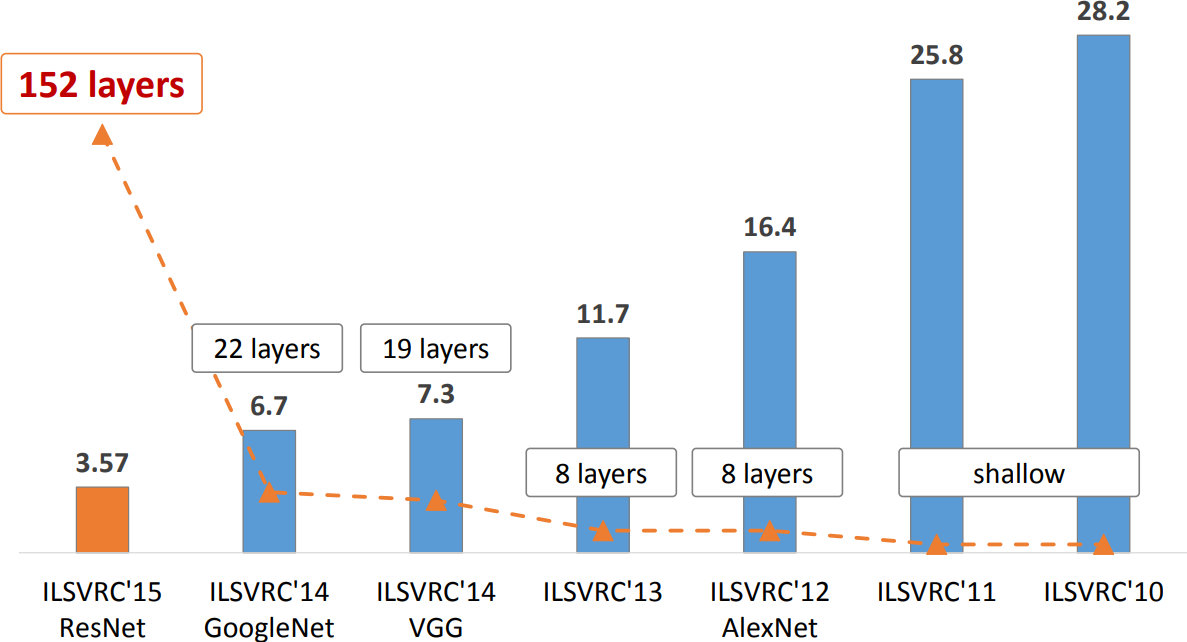 28.2
25.8
152 layers
16.4
11.7
22 layers
19 layers
7.3
6.7
3.57
8 layers
8 layers
shallow
ILSVRC'15
ResNet
ILSVRC'14
GoogleNet
ILSVRC'14
VGG
ILSVRC'13
ILSVRC'12
AlexNet
ILSVRC'11
ILSVRC'10